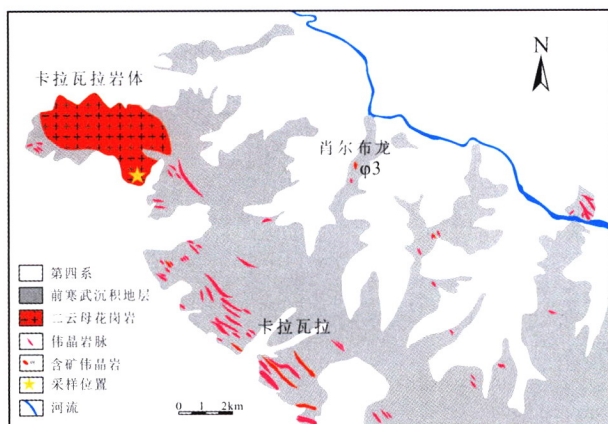 N
卡拉瓦拉岩体
肖尔布龙
φ3
卡拉瓦拉
第四系
前寒武沉积地层
二云母花岗岩
伟晶岩脉
含矿伟晶岩
采样位置
河流
0 1 2km